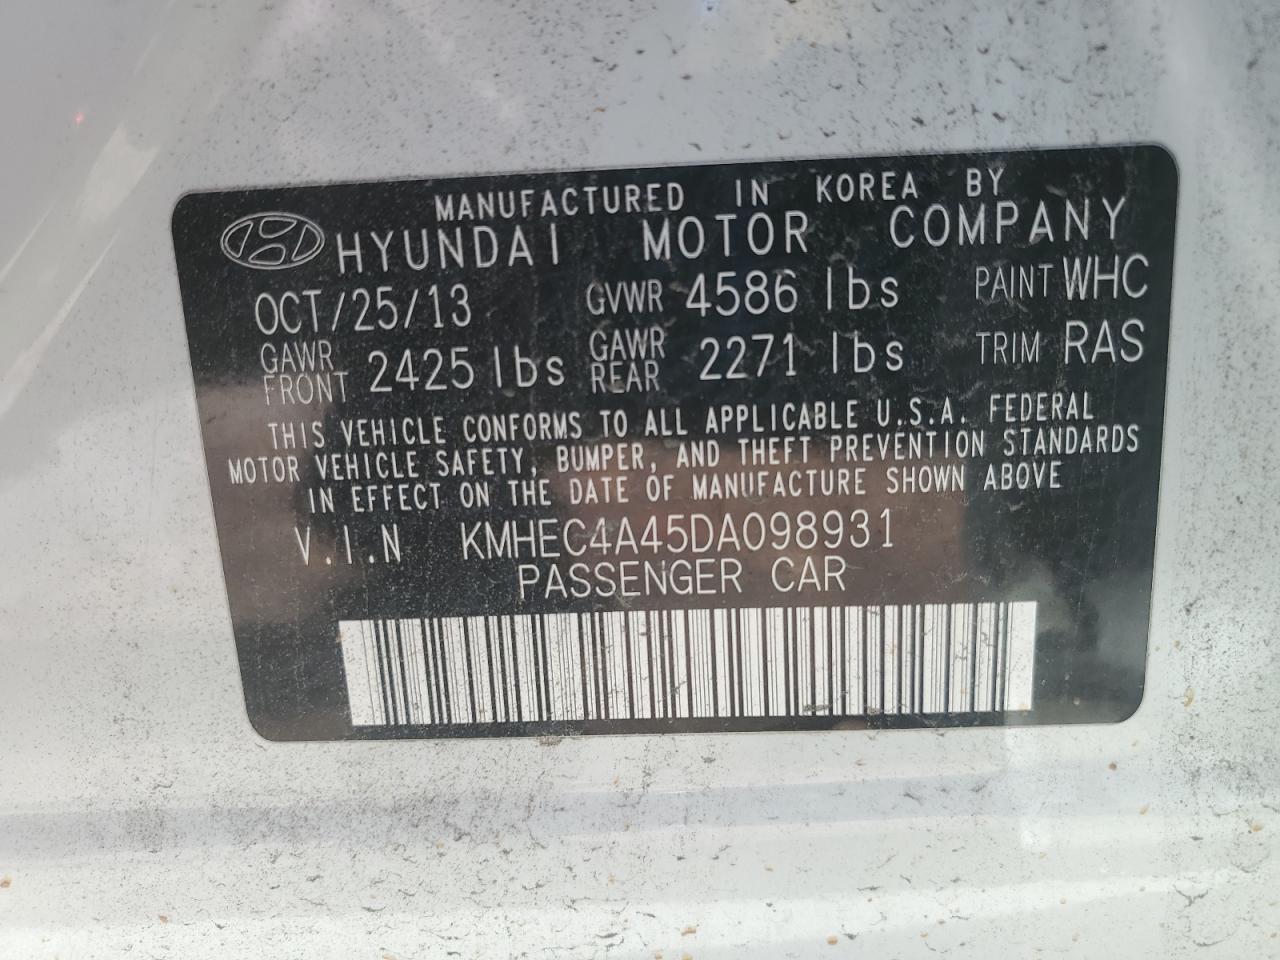 MANUFACTURED IN KOREA BY
HYUNDAI MOTOR COMPANY
OCT/25/13 GVWR 4586 lbs PAINT WHC
GAWR FRONT 2425 lbs GAWR REAR 2271 lbs TRIM RAS
THIS VEHICLE CONFORMS TO ALL APPLICABLE U.S.A. FEDERAL
MOTOR VEHICLE SAFETY, BUMPER, AND THEFT PREVENTION STANDARDS
IN EFFECT ON THE DATE OF MANUFACTURE SHOWN ABOVE
V.I.N KMHEC4A45DA098931
PASSENGER CAR